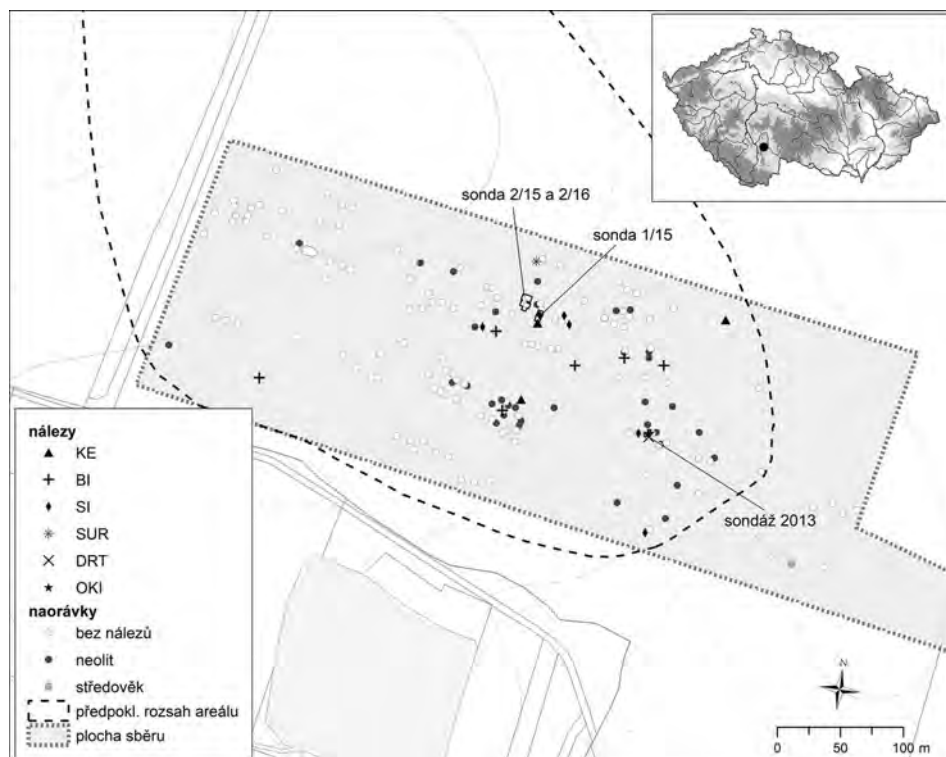 sonda 2/15 a 2/16
sonda 1/15
sondáž 2013
nálezy
KE
BI
SI
SUR
DRT
OKI
naorávky
bez nálezů
neolit
středověk
předpokl. rozsah areálu
plocha sběru
N
0 50 100 m